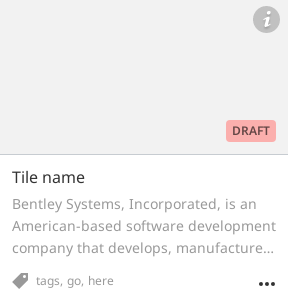 i
DRAFT
Tile name
Bentley Systems, Incorporated, is an
American-based software development
company that develops, manufacture...
tags, go, here